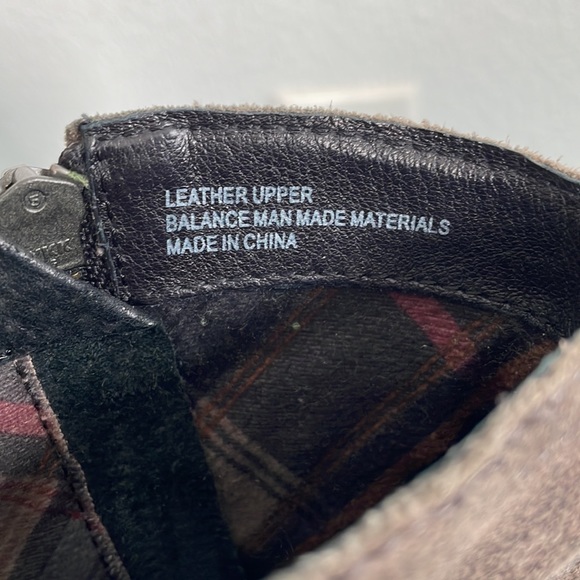 LEATHER UPPER
BALANCE MAN MADE MATERIALS
MADE IN CHINA